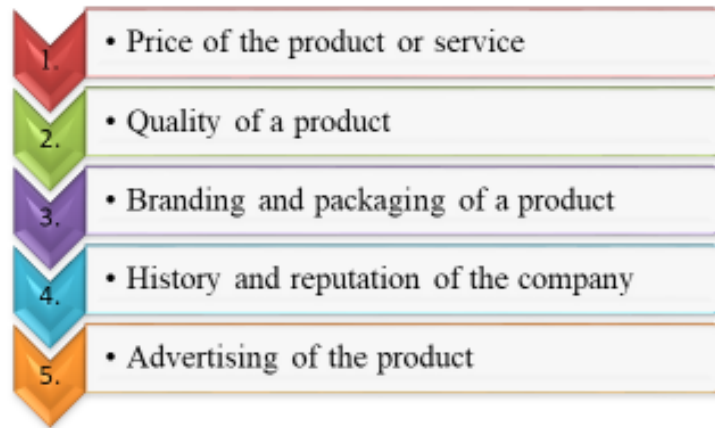 1. • Price of the product or service
2. • Quality of a product
3. • Branding and packaging of a product
4. • History and reputation of the company
5. • Advertising of the product